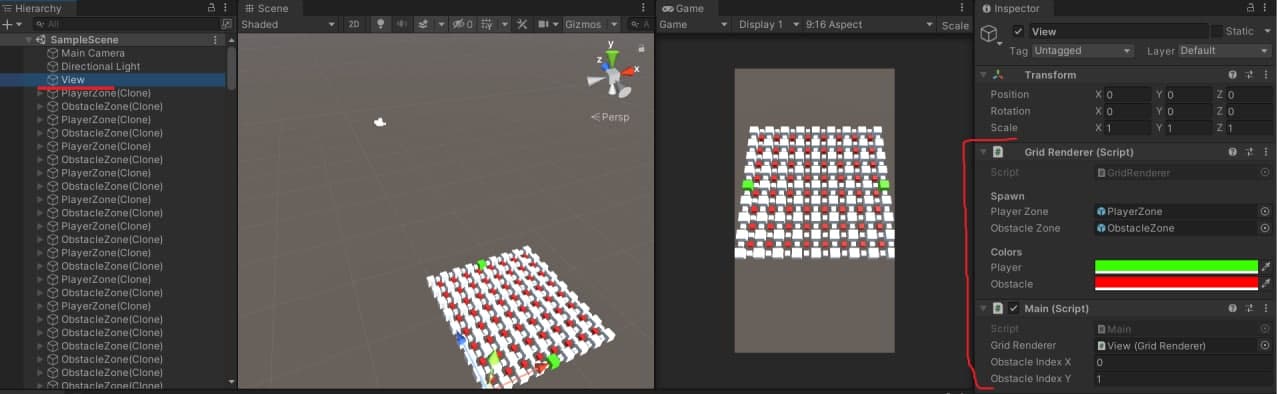 Hierarchy
All
SampleScene
Main Camera
Directional Light
View
PlayerZone(Clone)
ObstacleZone(Clone)
PlayerZone(Clone)
ObstacleZone(Clone)
PlayerZone(Clone)
ObstacleZone(Clone)
PlayerZone(Clone)
ObstacleZone(Clone)
PlayerZone(Clone)
ObstacleZone(Clone)
PlayerZone(Clone)
ObstacleZone(Clone)
PlayerZone(Clone)
ObstacleZone(Clone)
PlayerZone(Clone)
ObstacleZone(Clone)
PlayerZone(Clone)
ObstacleZone(Clone)
ObstacleZone(Clone)
ObstacleZone(Clone)
ObstacleZone(Clone)
ObstacleZone(Clone)
ObstacleZone(Clone)
Scene
Shaded 2D 0 Gizmos A
y
z x
Persp
Game
Game Display 1 9:16 Aspect Scale
Inspector
View Static
Tag Untagged Layer Default
Transform
Position X 0 Y 0 Z 0
Rotation X 0 Y 0 Z 0
Scale X 1 Y 1 Z 1
Grid Renderer (Script)
Script GridRenderer
Spawn
Player Zone PlayerZone
Obstacle Zone ObstacleZone
Colors
Player
Obstacle
Main (Script)
Script Main
Grid Renderer View (Grid Renderer)
Obstacle Index X 0
Obstacle Index Y 1